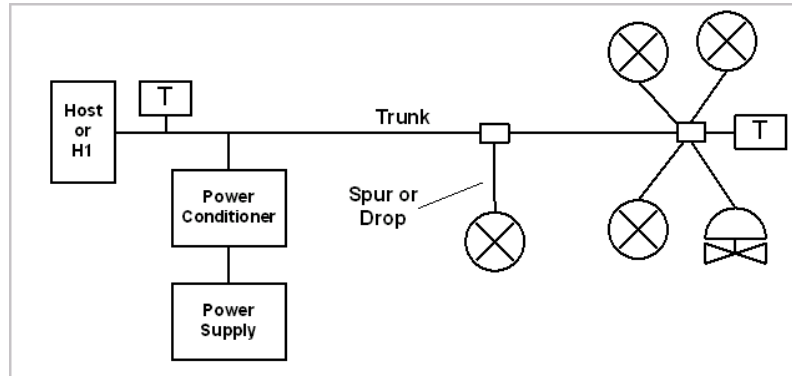 Host
or
H1
T
Trunk
T
Power
Conditioner
Spur or
Drop
Power
Supply